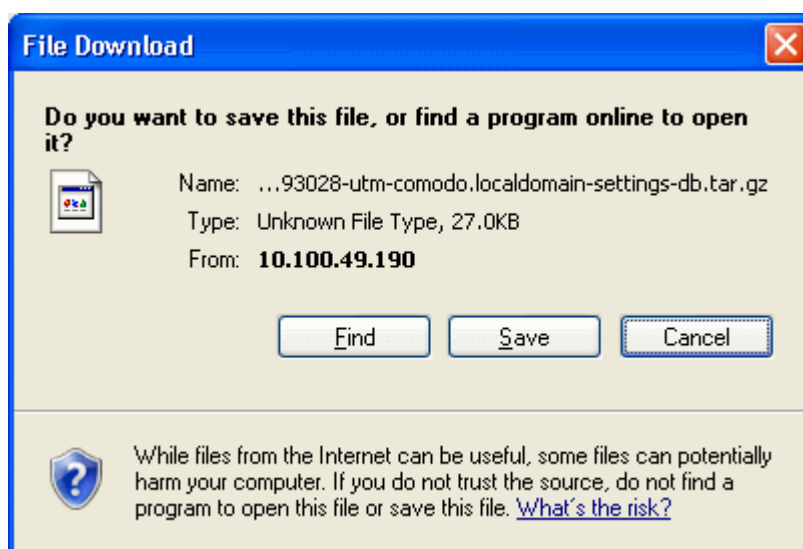 File Download
Do you want to save this file, or find a program online to open
it?
Name: ...93028-utm-comodo.localdomain-settings-db.tar.gz
Type: Unknown File Type, 27.0KB
From: 10.100.49.190
Find Save Cancel
While files from the Internet can be useful, some files can potentially
harm your computer. If you do not trust the source, do not find a
program to open this file or save this file. What's the risk?